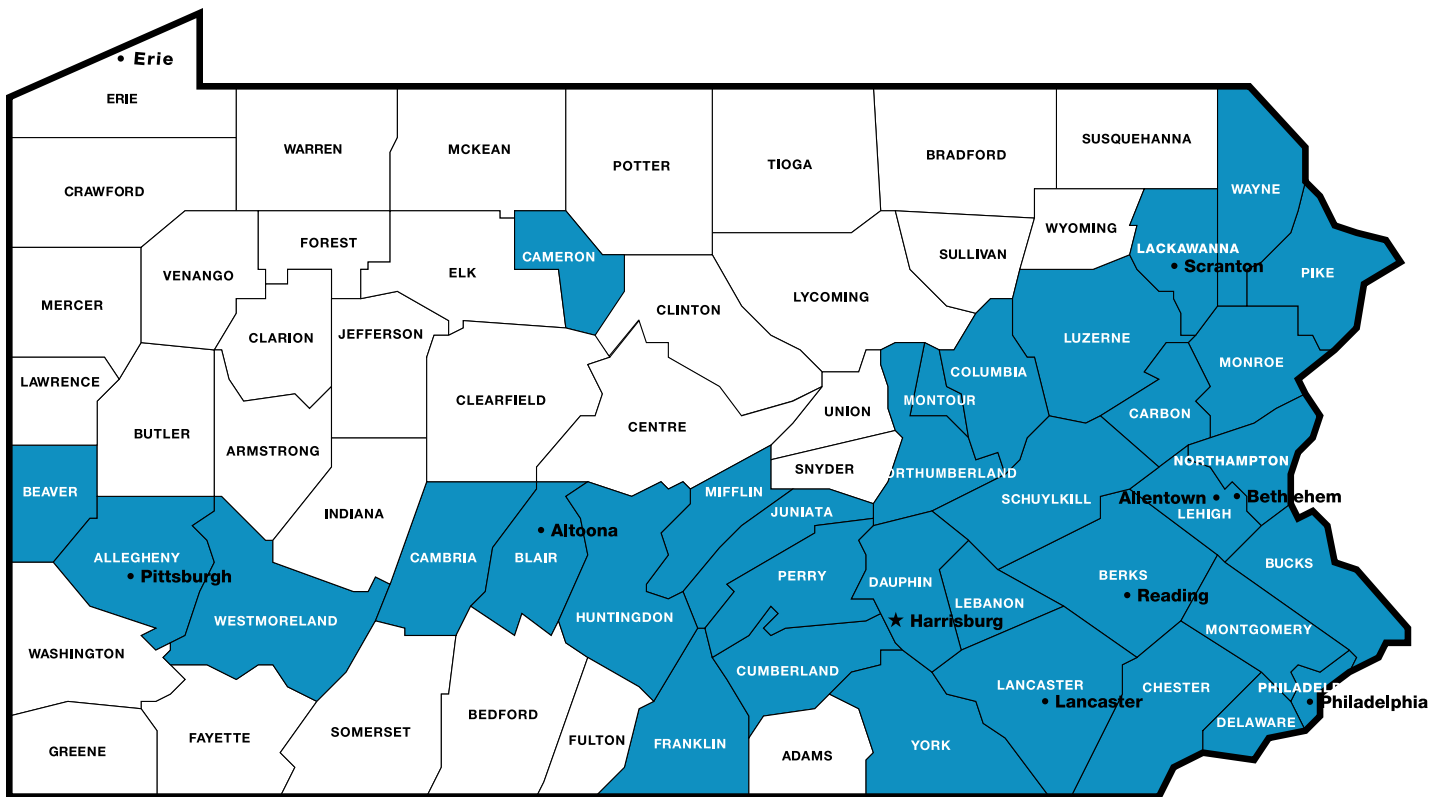 Erie
ERIE
WARREN
MCKEAN
POTTER
TIOGA
BRADFORD
SUSQUEHANNA
CRAWFORD
WAYNE
FOREST
WYOMING
VENANGO
ELK
CAMERON
SULLIVAN
LACKAWANNA
Scranton
PIKE
MERCER
LYCOMING
CLINTON
CLARION
JEFFERSON
LUZERNE
MONROE
LAWRENCE
COLUMBIA
CLEARFIELD
MONTOUR
UNION
CARBON
BUTLER
CENTRE
ARMSTRONG
SNYDER
NORTHAMPTON
ORTHUMBERLAND
BEAVER
MIFFLIN
SCHUYLKILL
Allentown
Bethlehem
INDIANA
JUNIATA
LEHIGH
Altoona
ALLEGHENY
CAMBRIA
BLAIR
BUCKS
Pittsburgh
PERRY
DAUPHIN
BERKS
Reading
LEBANON
WESTMORELAND
HUNTINGDON
Harrisburg
MONTGOMERY
WASHINGTON
CUMBERLAND
LANCASTER
CHESTER
PHILADELP
Lancaster
Philadelphia
BEDFORD
DELAWARE
SOMERSET
FAYETTE
FULTON
FRANKLIN
YORK
GREENE
ADAMS